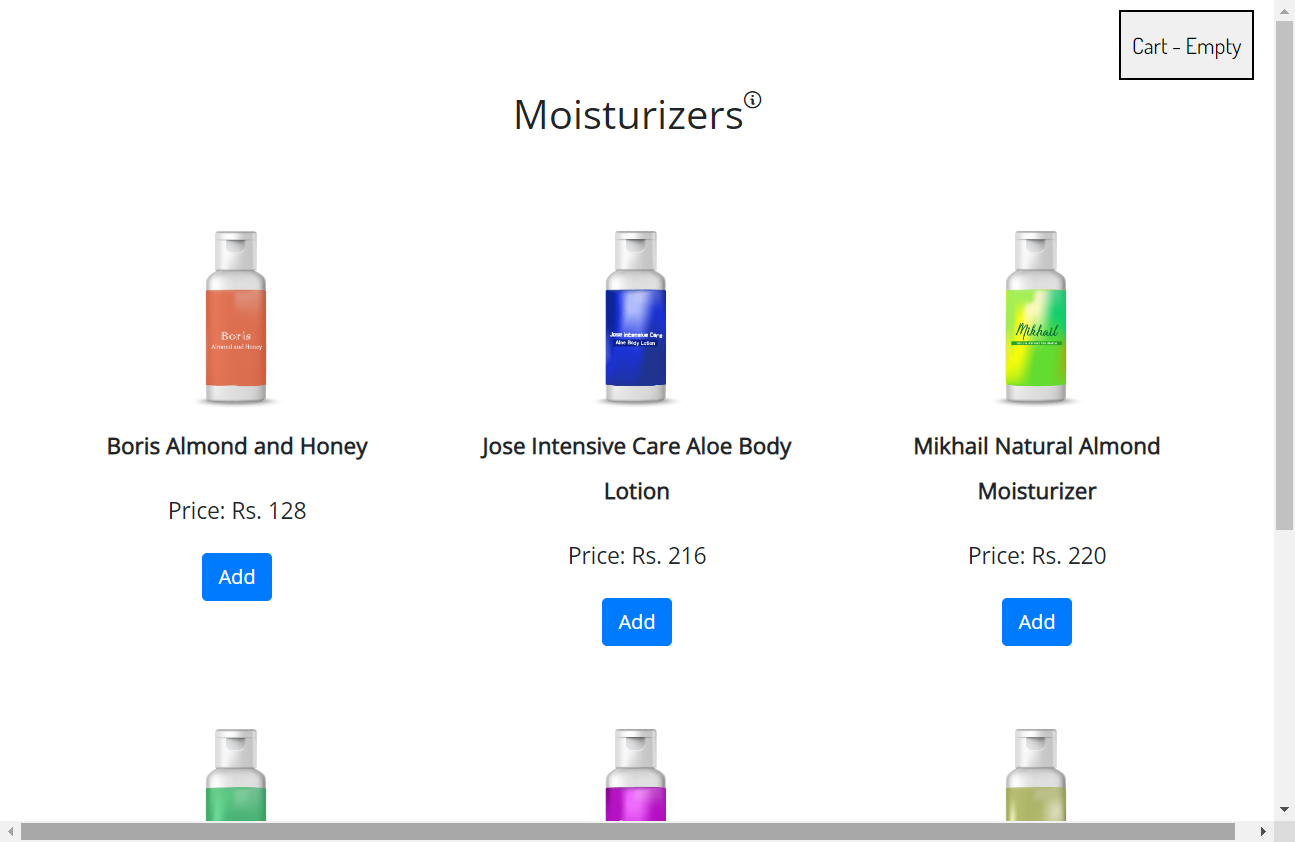 Cart - Empty
Moisturizers
Boris
Almond and Honey
Jose Intensive Care
Aloe Body Lotion
Mikhail
Boris Almond and Honey
Jose Intensive Care Aloe Body
Lotion
Mikhail Natural Almond
Moisturizer
Price: Rs. 128
Price: Rs. 216
Price: Rs. 220
Add
Add
Add